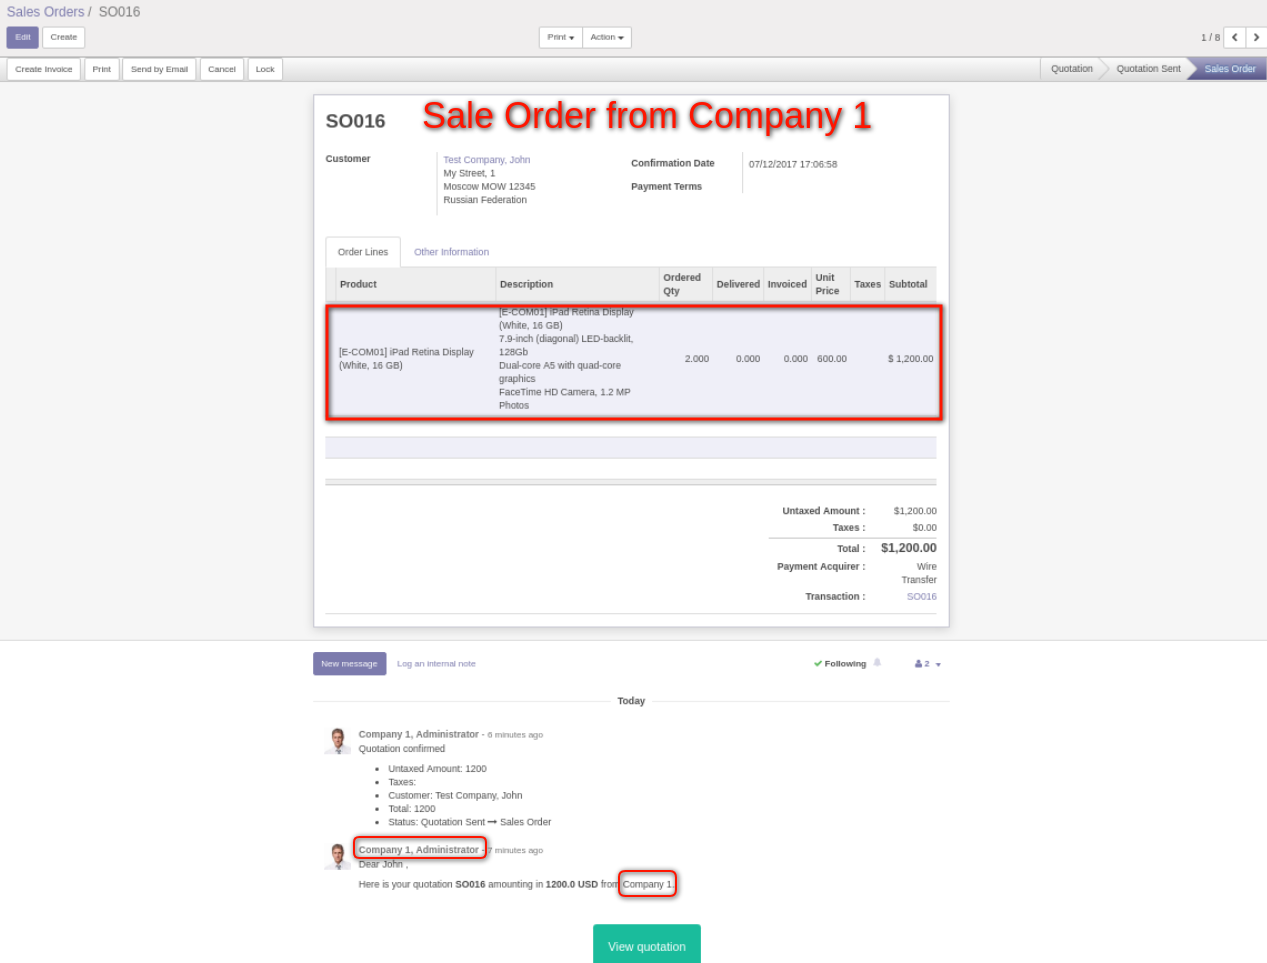 Sales Orders / SO016
Edit Create Print Action 1 / 8
Create Invoice Print Send by Email Cancel Lock Quotation Quotation Sent Sales Order
SO016 Sale Order from Company 1
Customer
Test Company, John
My Street, 1
Moscow MOW 12345
Russian Federation
Confirmation Date 07/12/2017 17:06:58
Payment Terms
Order Lines Other Information
Product Description Ordered Qty Delivered Invoiced Unit Price Taxes Subtotal
[E-COM01] iPad Retina Display
(White, 16 GB)
[E-COM01] iPad Retina Display
(White, 16 GB)
7.9-inch (diagonal) LED-backlit,
128Gb
Dual-core A5 with quad-core
graphics
FaceTime HD Camera, 1.2 MP
Photos
2.000 0.000 0.000 600.00 $ 1,200.00
Untaxed Amount : $1,200.00
Taxes : $0.00
Total : $1,200.00
Payment Acquirer : Wire
Transfer
Transaction : SO016
New message Log an internal note Following 2
Today
Company 1, Administrator - 6 minutes ago
Quotation confirmed
• Untaxed Amount: 1200
• Taxes:
• Customer: Test Company, John
• Total: 1200
• Status: Quotation Sent → Sales Order
Company 1, Administrator - 7 minutes ago
Dear John ,
Here is your quotation SO016 amounting in 1200.0 USD from Company 1.
View quotation